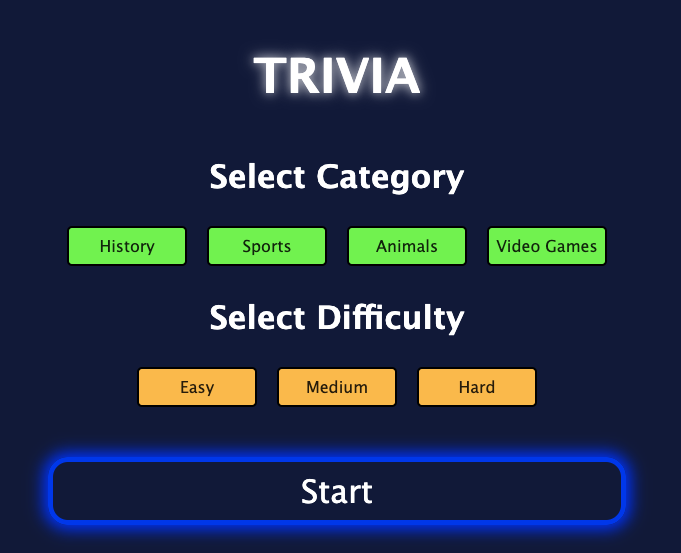 TRIVIA
Select Category
History Sports Animals Video Games
Select Difficulty
Easy Medium Hard
Start